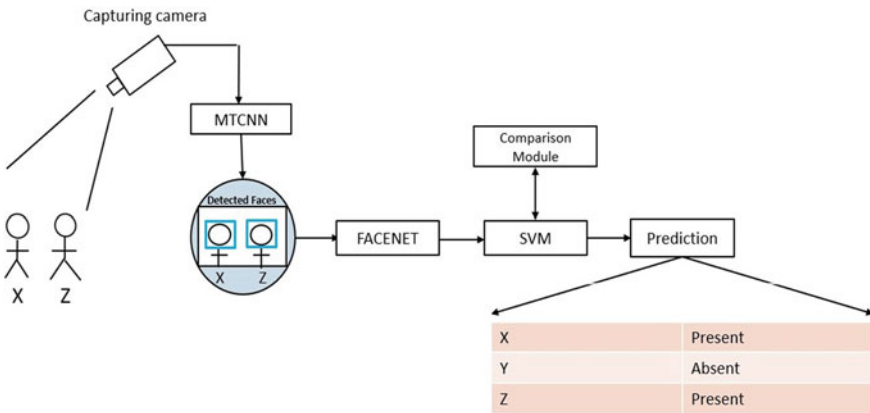 Capturing camera
MTCNN
Comparison
Module
Detected Faces
FACENET
SVM
Prediction
X Z
X Z
X Present
Y Absent
Z Present